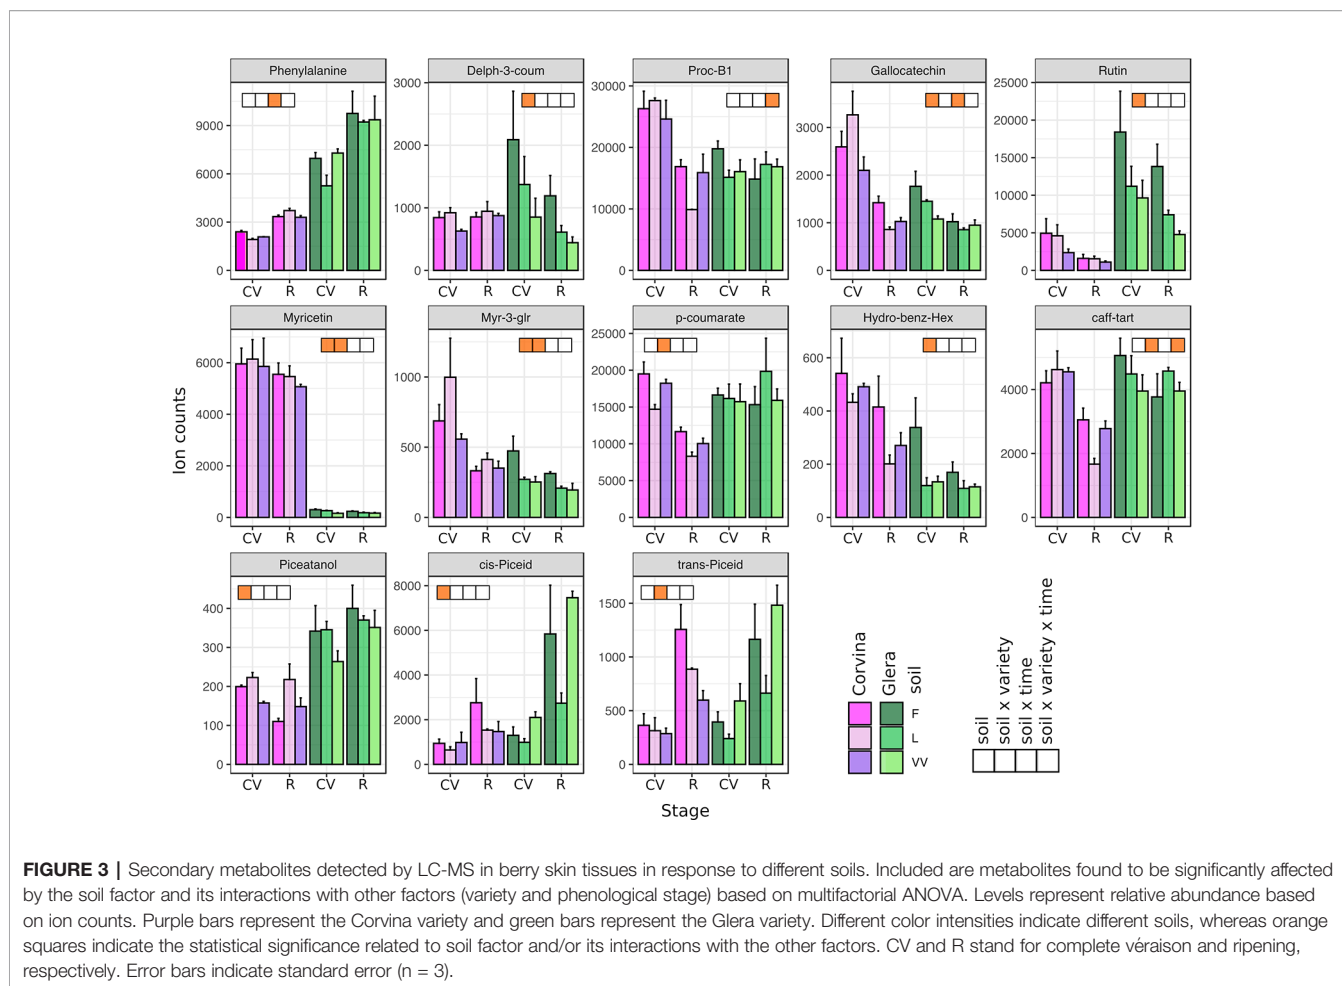 Phenylalanine
Delph-3-coum
Proc-B1
Gallocatechin
Rutin
9000
6000
3000
0
3000
2000
1000
0
30000
20000
10000
0
3000
2000
1000
0
25000
20000
15000
10000
5000
0
CV R CV R
CV R CV R
CV R CV R
CV R CV R
CV R CV R
Ion counts
Myricetin
Myr-3-glr
p-coumarate
Hydro-benz-Hex
caff-tart
6000
4000
2000
0
1000
500
0
25000
20000
15000
10000
5000
0
600
400
200
0
4000
2000
0
CV R CV R
CV R CV R
CV R CV R
CV R CV R
CV R CV R
Piceatanol
cis-Piceid
trans-Piceid
400
300
200
100
0
8000
6000
4000
2000
0
1500
1000
500
0
CV R CV R
CV R CV R
CV R CV R
Stage
Corvina
Glera
soil
F
L
VV
soil
soil x variety
soil x time
soil x variety x time
FIGURE 3 | Secondary metabolites detected by LC-MS in berry skin tissues in response to different soils. Included are metabolites found to be significantly affected
by the soil factor and its interactions with other factors (variety and phenological stage) based on multifactorial ANOVA. Levels represent relative abundance based
on ion counts. Purple bars represent the Corvina variety and green bars represent the Glera variety. Different color intensities indicate different soils, whereas orange
squares indicate the statistical significance related to soil factor and/or its interactions with the other factors. CV and R stand for complete véraison and ripening,
respectively. Error bars indicate standard error (n = 3).